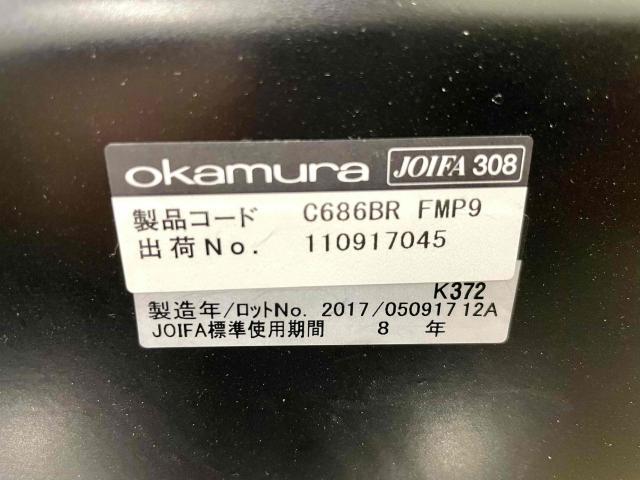 okamura JOIFA 308
製品コード C686BR FMP9
出荷No. 110917045
K372
製造年/ロットNo. 2017/050917 12A
JOIFA標準使用期間 8 年